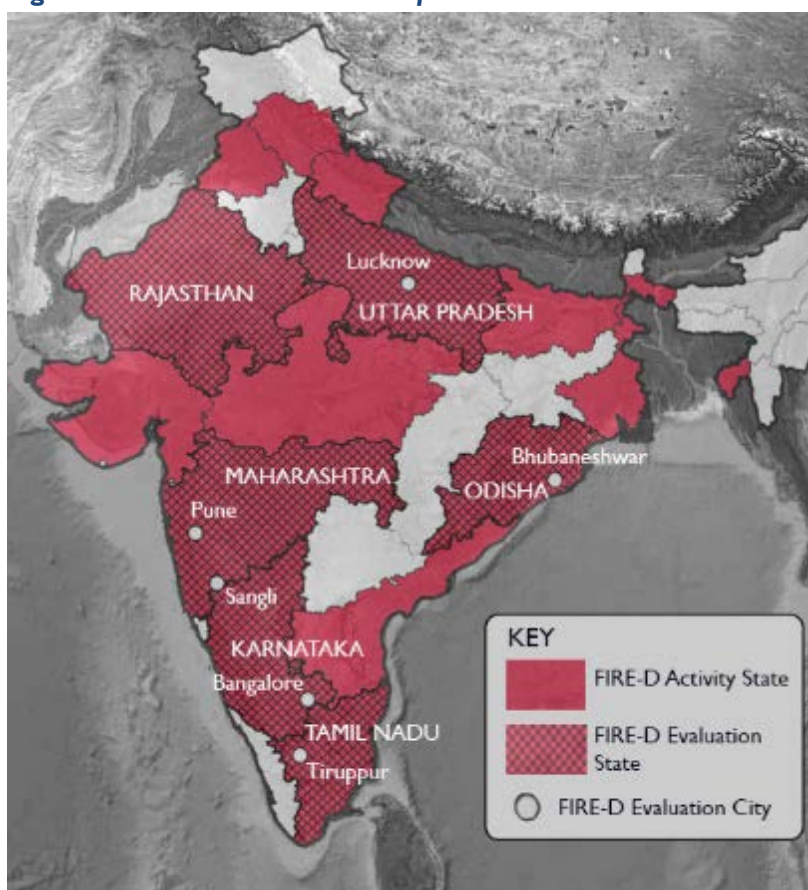 Lucknow
RAJASTHAN
UTTAR PRADESH
Bhubaneshwar
MAHARASHTRA
ODISHA
Pune
Sangli
KARNATAKA
Bangalore
TAMIL NADU
Tiruppur
KEY
FIRE-D Activity State
FIRE-D Evaluation
State
FIRE-D Evaluation City